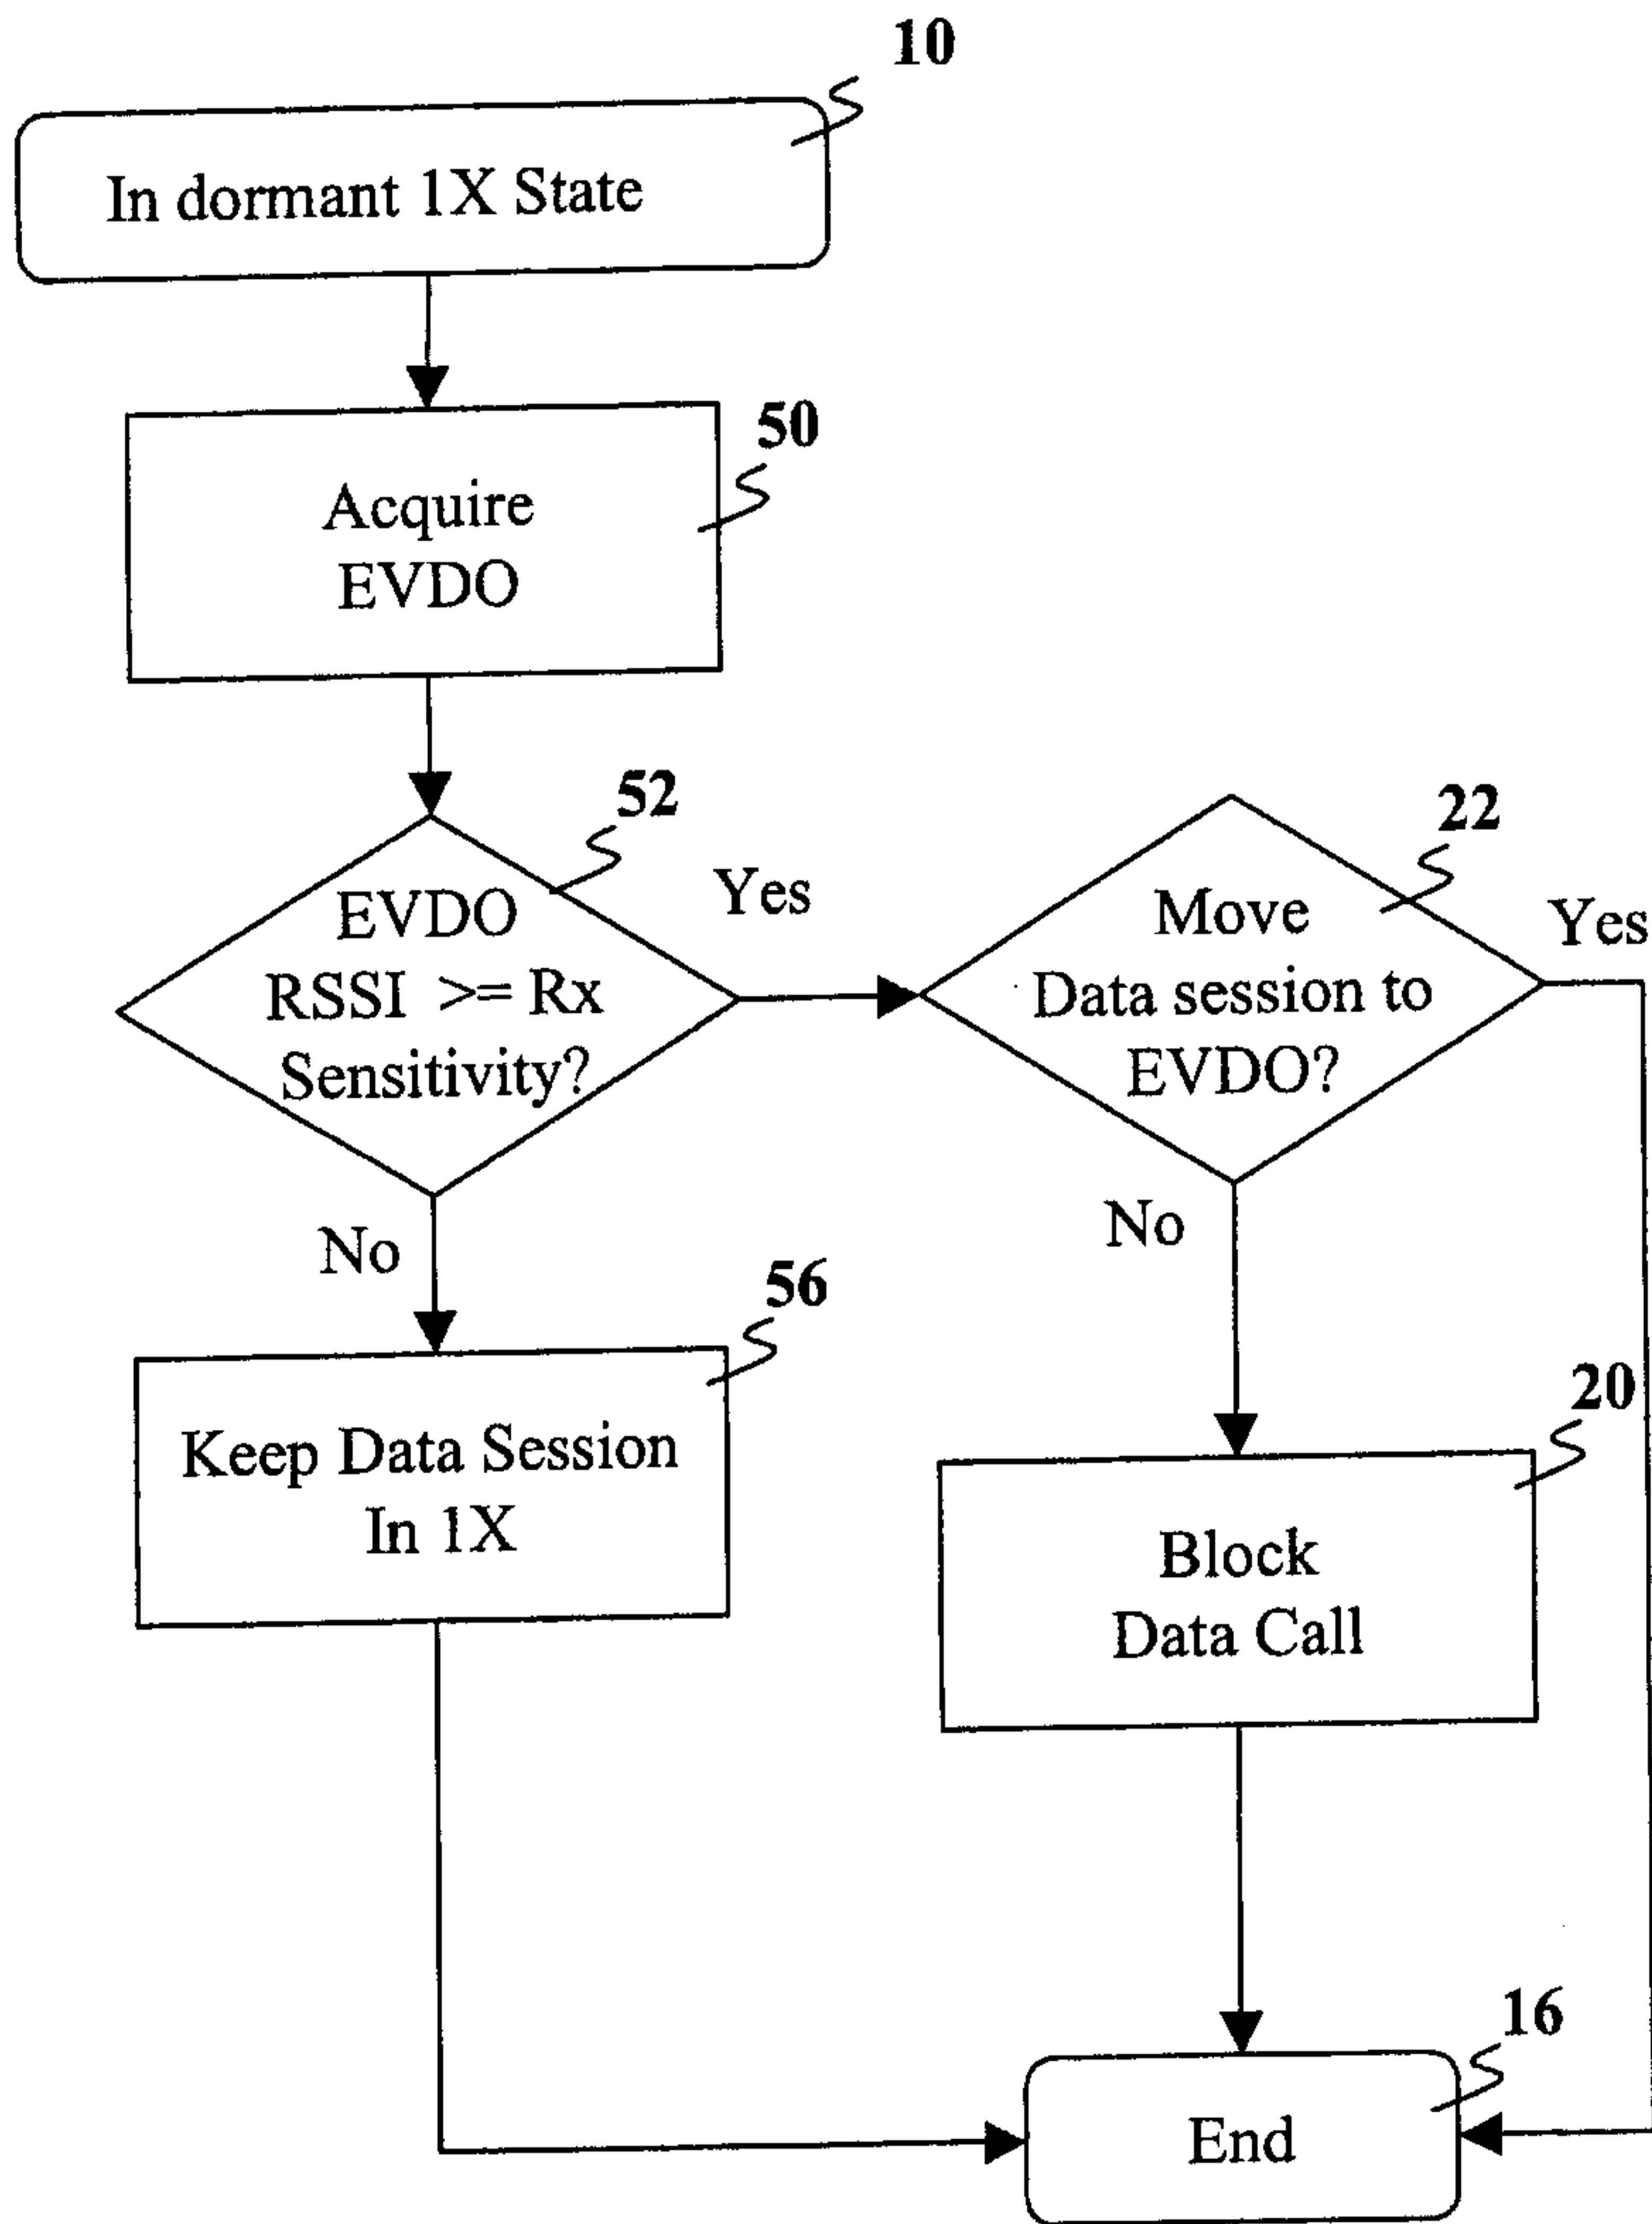 10
In dormant 1X State
50
Acquire
EVDO
52
EVDO
RSSI >= Rx
Sensitivity?
Yes
22
Move
Data session to
EVDO?
Yes
No
No
56
Keep Data Session
In 1X
20
Block
Data Call
16
End